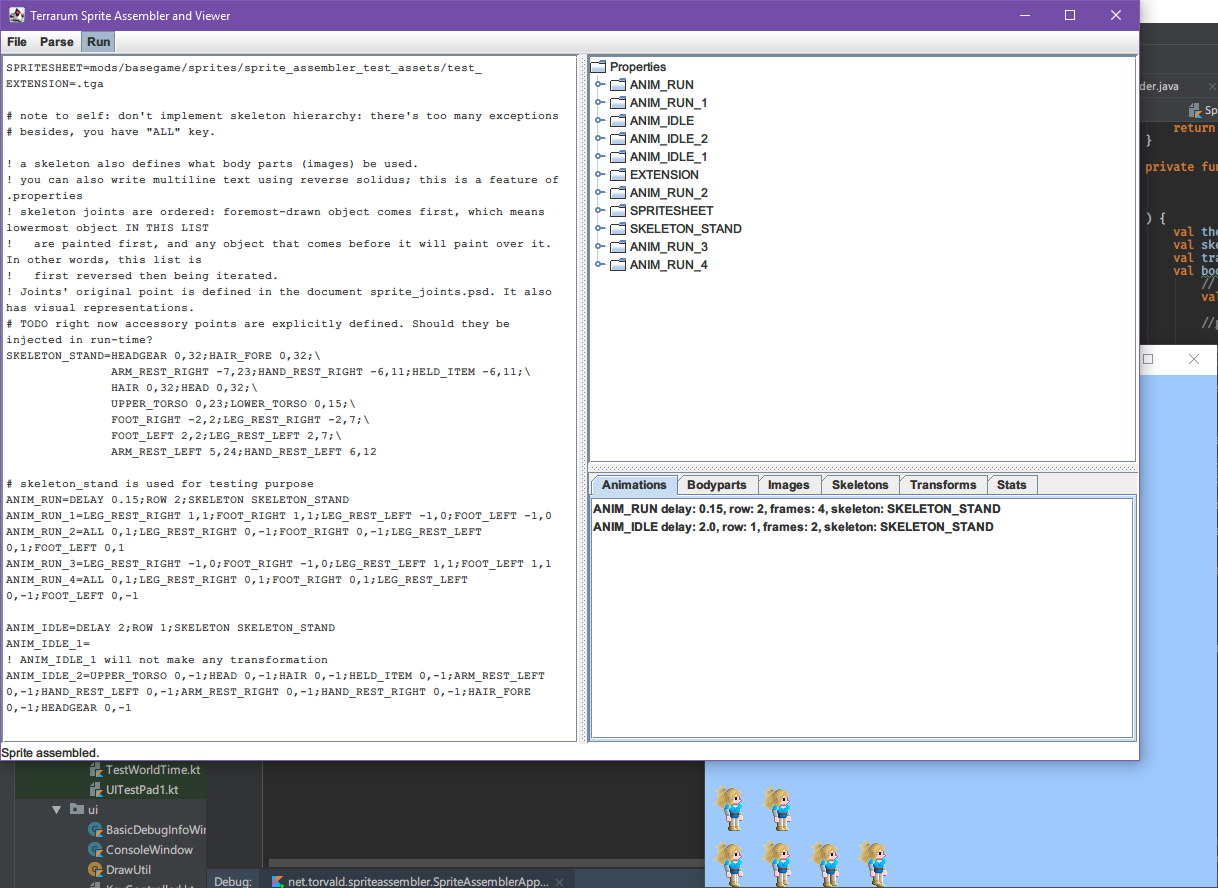 Terrarum Sprite Assembler and Viewer
File Parse Run
SPRITESHEET=mods/basegame/sprites/sprite_assembler_test_assets/test_
EXTENSION=.tga
# note to self: don't implement skeleton hierarchy: there's too many exceptions
# besides, you have "ALL" key.
! a skeleton also defines what body parts (images) be used.
! you can also write multiline text using reverse solidus; this is a feature of
.properties
! skeleton joints are ordered: foremost-drawn object comes first, which means
lowermost object IN THIS LIST
!   are painted first, and any object that comes before it will paint over it.
In other words, this list is
!   first reversed then being iterated.
! Joints' original point is defined in the document sprite_joints.psd. It also
has visual representations.
# TODO right now accessory points are explicitly defined. Should they be
injected in run-time?
SKELETON_STAND=HEADGEAR 0,32;HAIR_FORE 0,32;\
ARM_REST_RIGHT -7,23;HAND_REST_RIGHT -6,11;HELD_ITEM -6,11;\
HAIR 0,32;HEAD 0,32;\
UPPER_TORSO 0,23;LOWER_TORSO 0,15;\
FOOT_RIGHT -2,2;LEG_REST_RIGHT -2,7;\
FOOT_LEFT 2,2;LEG_REST_LEFT 2,7;\
ARM_REST_LEFT 5,24;HAND_REST_LEFT 6,12
# skeleton_stand is used for testing purpose
ANIM_RUN=DELAY 0.15;ROW 2;SKELETON SKELETON_STAND
ANIM_RUN_1=LEG_REST_RIGHT 1,1;FOOT_RIGHT 1,1;LEG_REST_LEFT -1,0;FOOT_LEFT -1,0
ANIM_RUN_2=ALL 0,1;LEG_REST_RIGHT 0,-1;FOOT_RIGHT 0,-1;LEG_REST_LEFT
0,1;FOOT_LEFT 0,1
ANIM_RUN_3=LEG_REST_RIGHT -1,0;FOOT_RIGHT -1,0;LEG_REST_LEFT 1,1;FOOT_LEFT 1,1
ANIM_RUN_4=ALL 0,1;LEG_REST_RIGHT 0,1;FOOT_RIGHT 0,1;LEG_REST_LEFT
0,-1;FOOT_LEFT 0,-1
ANIM_IDLE=DELAY 2;ROW 1;SKELETON SKELETON_STAND
ANIM_IDLE_1=
! ANIM_IDLE_1 will not make any transformation
ANIM_IDLE_2=UPPER_TORSO 0,-1;HEAD 0,-1;HAIR 0,-1;HELD_ITEM 0,-1;ARM_REST_LEFT
0,-1;HAND_REST_LEFT 0,-1;ARM_REST_RIGHT 0,-1;HAND_REST_RIGHT 0,-1;HAIR_FORE
0,-1;HEADGEAR 0,-1
Sprite assembled.
Properties
ANIM_RUN
ANIM_RUN_1
ANIM_IDLE
ANIM_IDLE_2
ANIM_IDLE_1
EXTENSION
ANIM_RUN_2
SPRITESHEET
SKELETON_STAND
ANIM_RUN_3
ANIM_RUN_4
Animations Bodyparts Images Skeletons Transforms Stats
ANIM_RUN delay: 0.15, row: 2, frames: 4, skeleton: SKELETON_STAND
ANIM_IDLE delay: 2.0, row: 1, frames: 2, skeleton: SKELETON_STAND
der.java
Sp
return
}
private fun
) {
val the
val ske
val tra
val boo
//
va
TestWorldTime.kt
UITestPad1.kt
ui
BasicDebugInfoWin
ConsoleWindow
DrawUtil
Debug: net.torvald.spriteassembler.SpriteAssemblerApp...